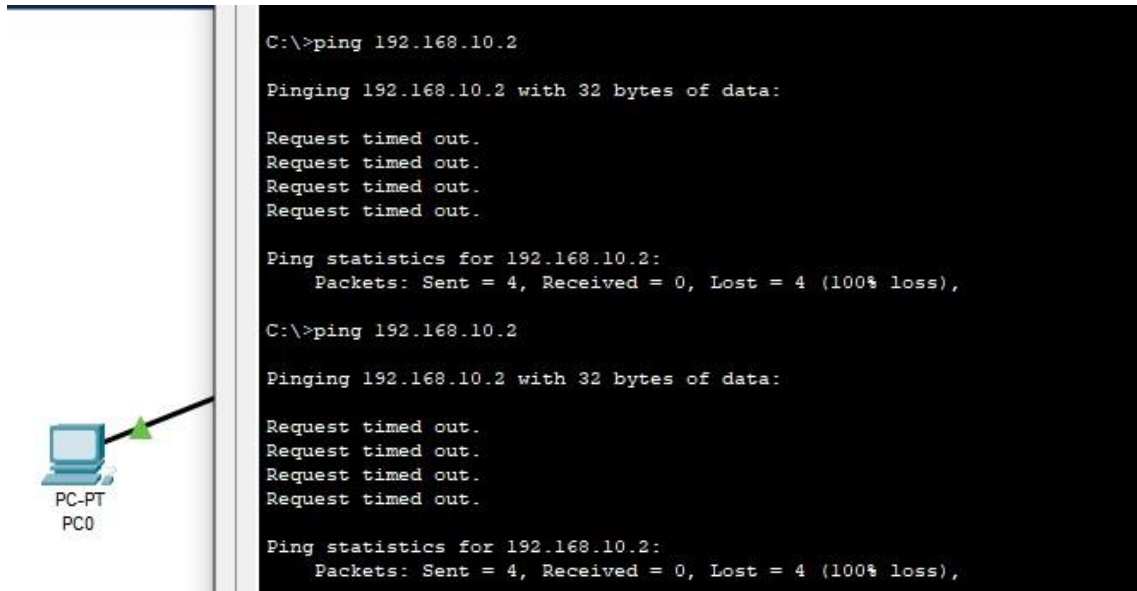 C:\>ping 192.168.10.2
Pinging 192.168.10.2 with 32 bytes of data:
Request timed out.
Request timed out.
Request timed out.
Request timed out.
Ping statistics for 192.168.10.2:
Packets: Sent = 4, Received = 0, Lost = 4 (100% loss),
C:\>ping 192.168.10.2
Pinging 192.168.10.2 with 32 bytes of data:
Request timed out.
Request timed out.
Request timed out.
Request timed out.
Ping statistics for 192.168.10.2:
Packets: Sent = 4, Received = 0, Lost = 4 (100% loss),
PC-PT
PC0